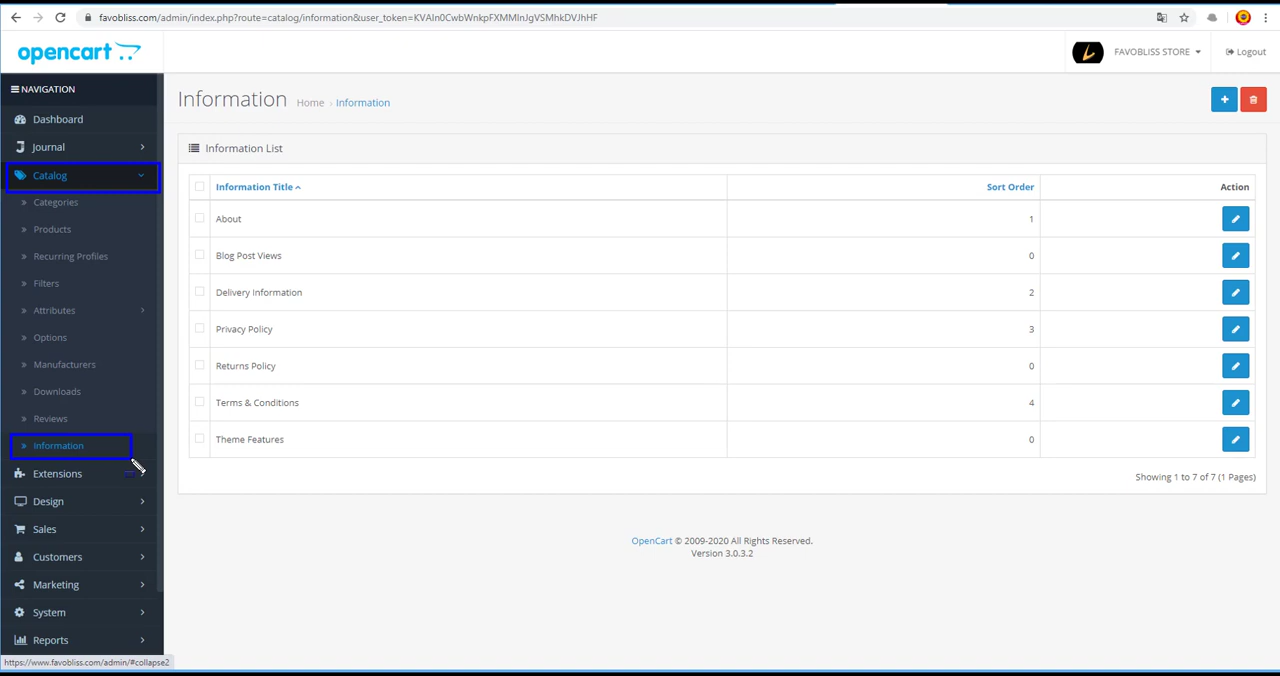 favobliss.com/admin/index.php?route=catalog/information&user_token=KVAIn0CwbWnkpFXMMlnJgVSMhkDVJhHF
opencart
FAVOBLISS STORE
Logout
NAVIGATION
Dashboard
Journal
Catalog
Categories
Products
Recurring Profiles
Filters
Attributes
Options
Manufacturers
Downloads
Reviews
Information
Extensions
Design
Sales
Customers
Marketing
System
Reports
Information Home › Information
Information List
Information Title Sort Order Action
About 1
Blog Post Views 0
Delivery Information 2
Privacy Policy 3
Returns Policy 0
Terms & Conditions 4
Theme Features 0
Showing 1 to 7 of 7 (1 Pages)
OpenCart © 2009-2020 All Rights Reserved.
Version 3.0.3.2
https://www.favobliss.com/admin/#collapse2